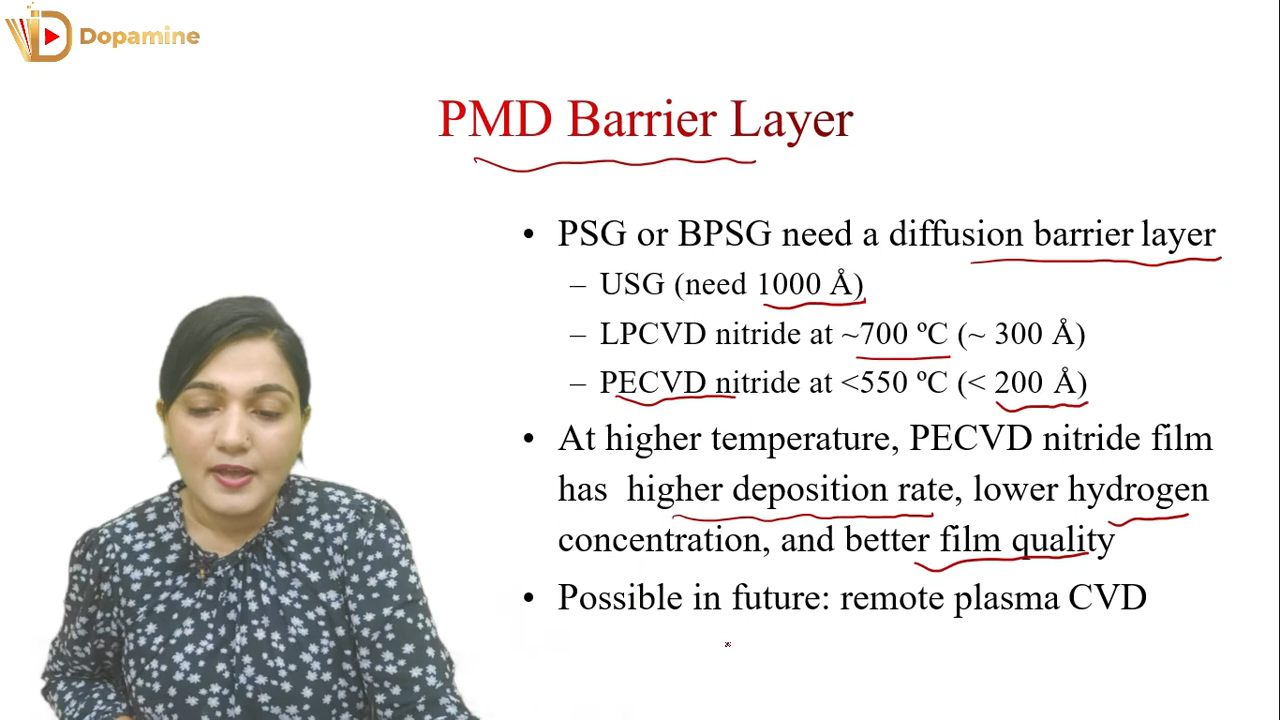 Dopamine
PMD Barrier Layer
• PSG or BPSG need a diffusion barrier layer
– USG (need 1000 Å)
– LPCVD nitride at ~700 ºC (~ 300 Å)
– PECVD nitride at <550 ºC (< 200 Å)
• At higher temperature, PECVD nitride film
has higher deposition rate, lower hydrogen
concentration, and better film quality
• Possible in future: remote plasma CVD